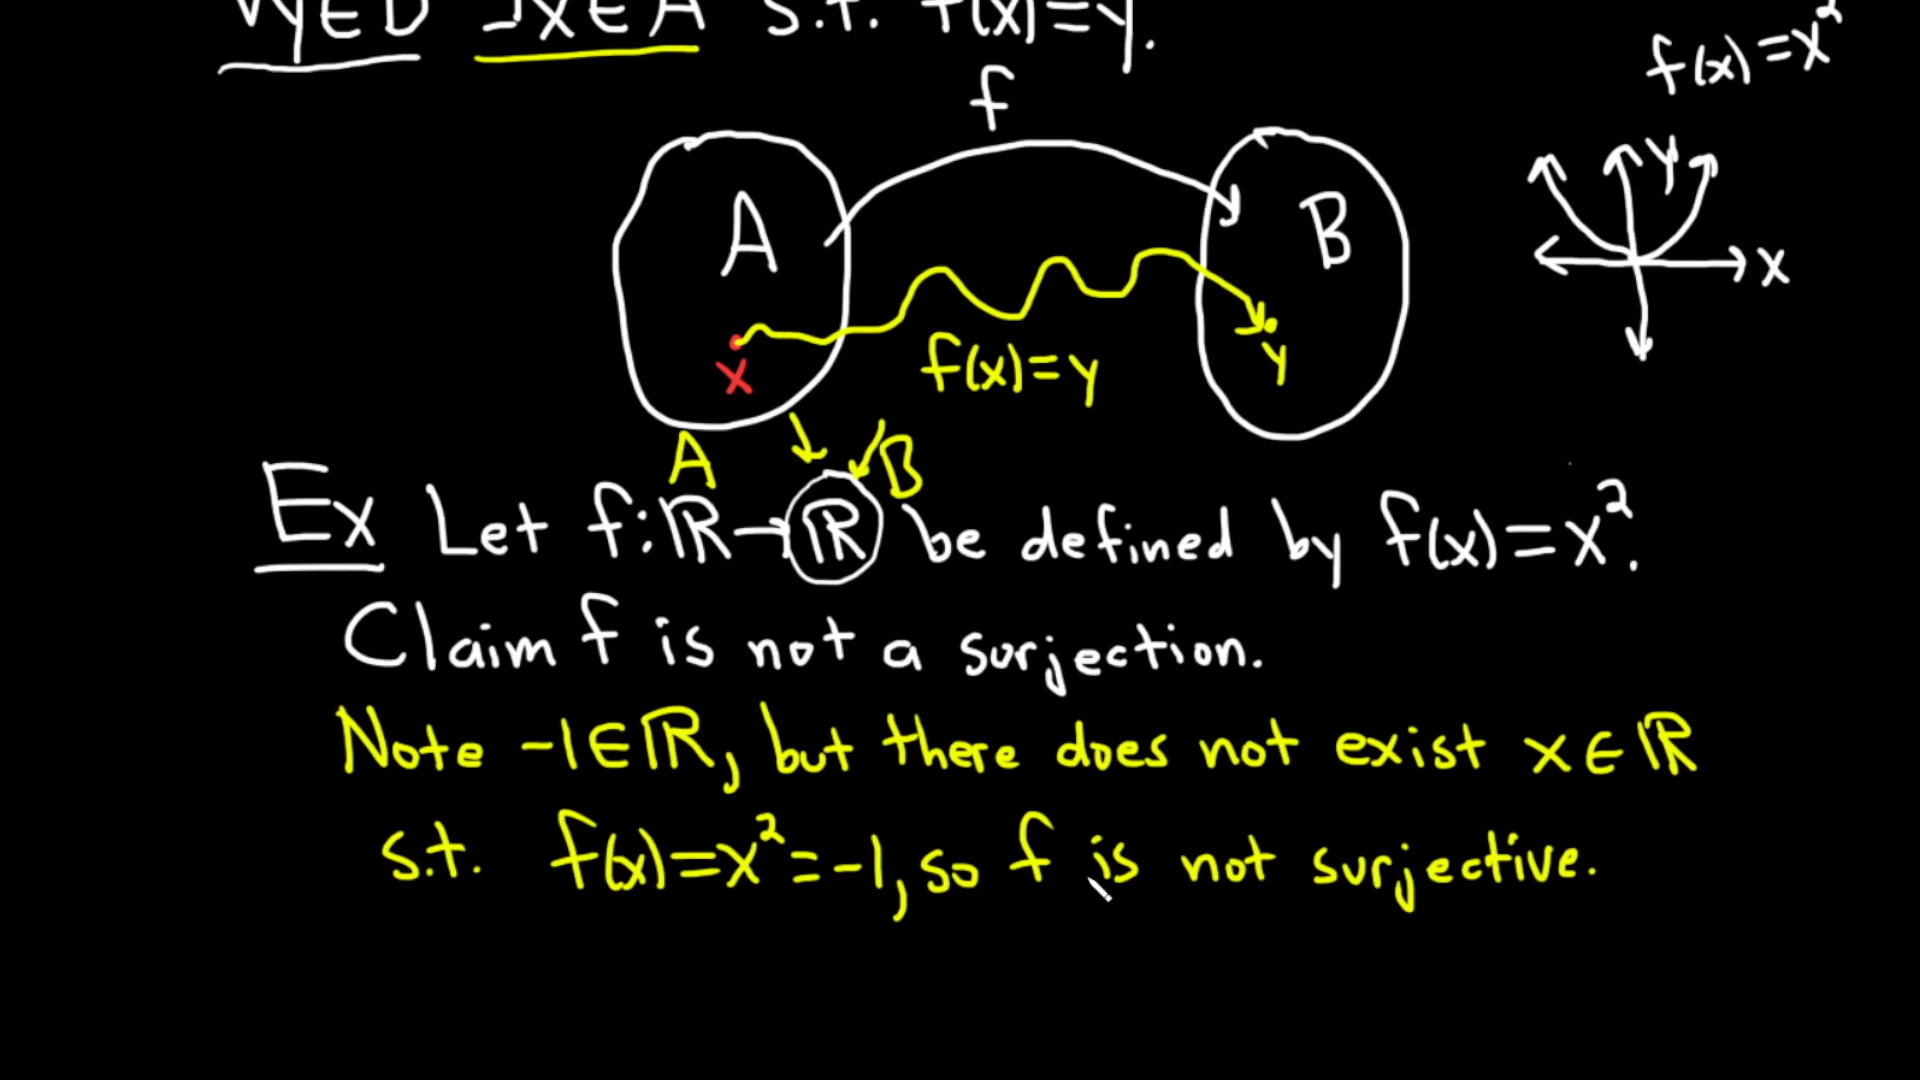 ∀y∈B ∃x∈A s.t. f(x)=y.
f(x)=x²
f
A
B
y
x
x
f(x)=y
y
A
B
Ex Let f:ℝ→ℝ be defined by f(x)=x².
Claim f is not a surjection.
Note -1∈ℝ, but there does not exist x∈ℝ
s.t. f(x)=x²=-1, so f is not surjective.